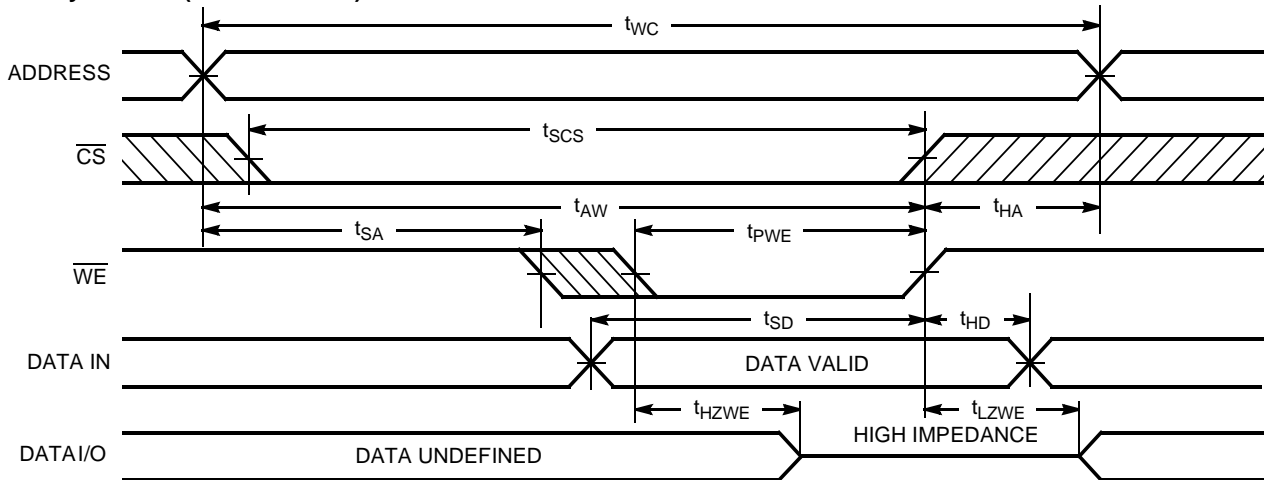 tWC
ADDRESS
tSCS
CS
tAW
tHA
tSA
tPWE
WE
tSD
tHD
DATA IN
DATA VALID
tHZWE
tLZWE
HIGH IMPEDANCE
DATA I/O
DATA UNDEFINED